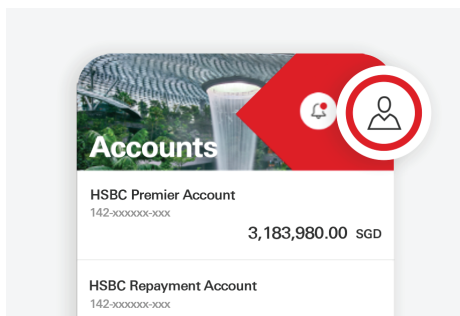 Accounts
HSBC Premier Account
142-xxxxxx-xxx
3,183,980.00 SGD
HSBC Repayment Account
142-xxxxxx-xxx